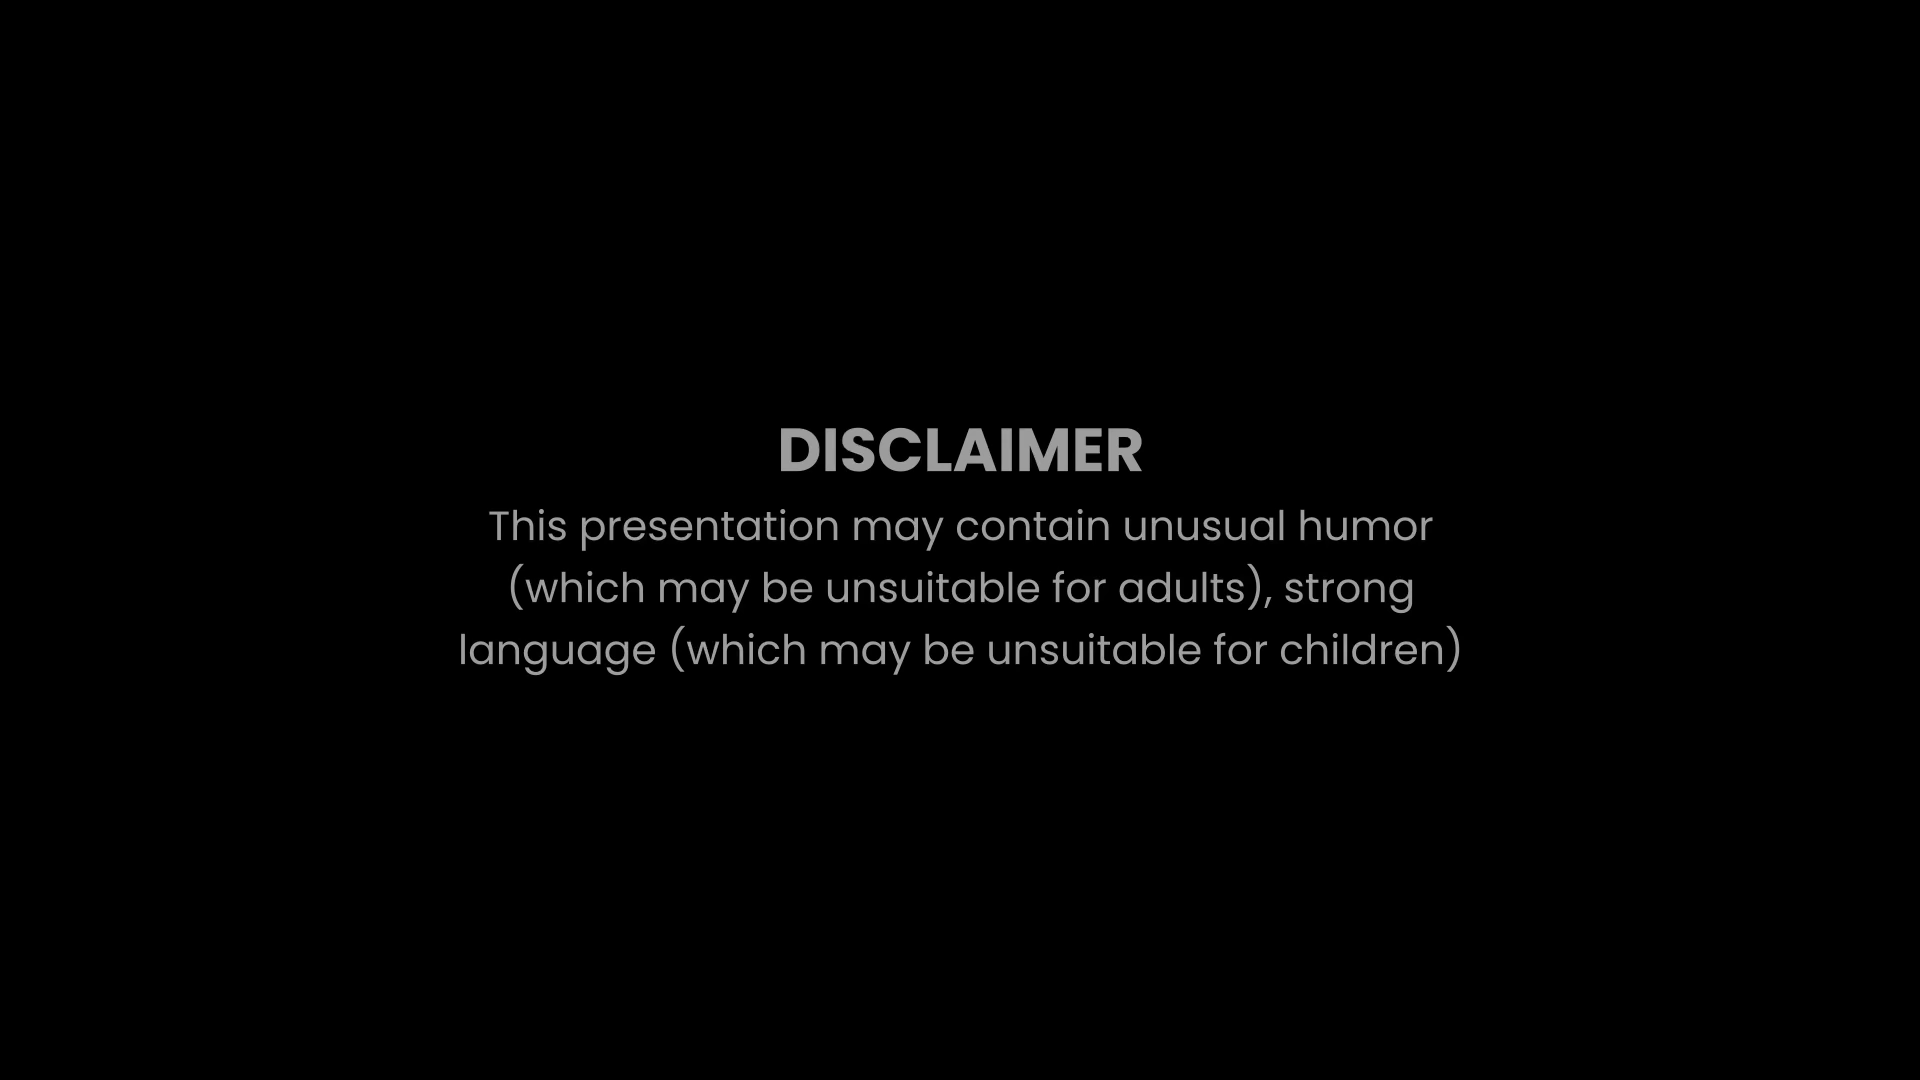 DISCLAIMER
This presentation may contain unusual humor
(which may be unsuitable for adults), strong
language (which may be unsuitable for children)